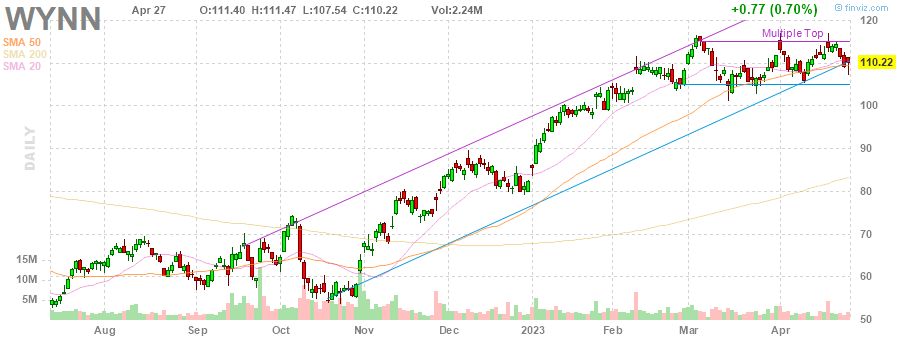 WYNN
Apr 27 O:111.40 H:111.47 L:107.54 C:110.22 Vol:2.24M +0.77 (0.70%)
© finviz.com
SMA 50
SMA 200
SMA 20
Multiple Top
DAILY
120
110.22
100
90
80
70
60
50
15M
10M
5M
Aug Sep Oct Nov Dec 2023 Feb Mar Apr